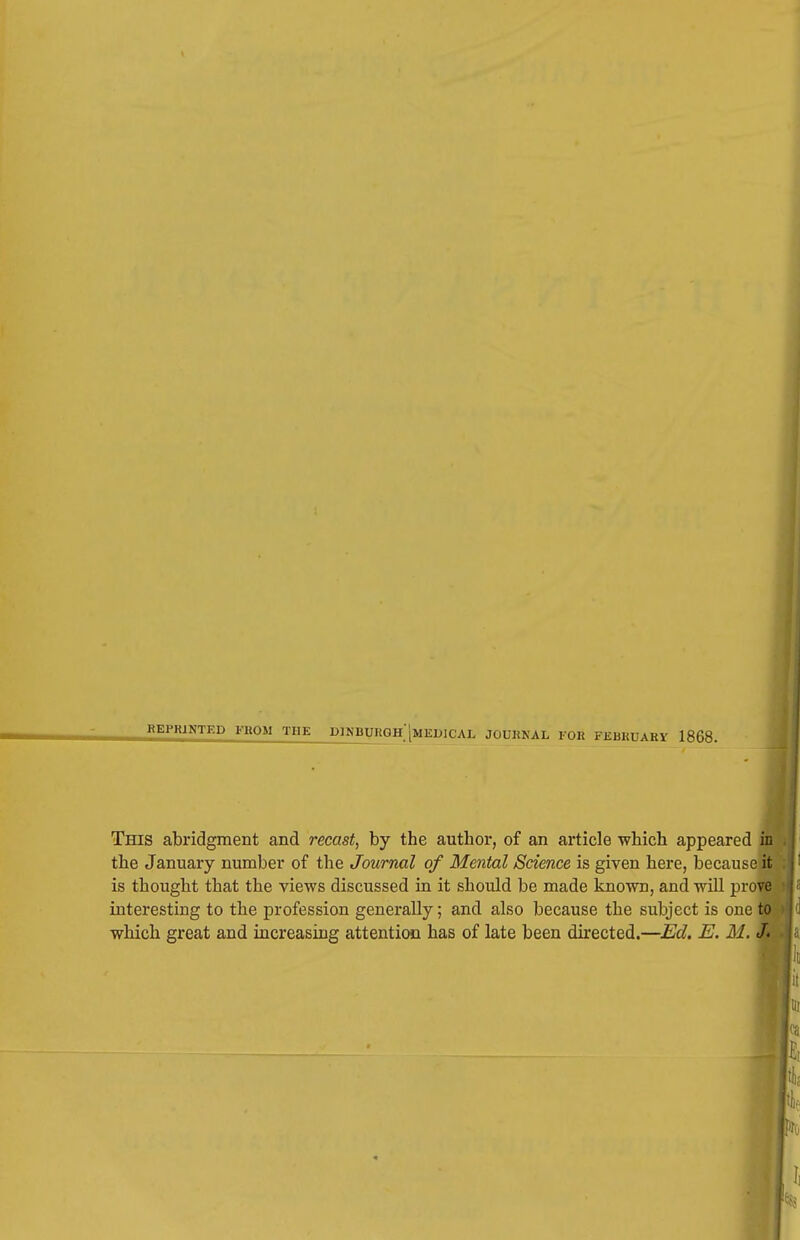 REPRINTED FROM THE DINBURGH MEDICAL JOURNAL FOR FEBRUARY 1868.
THIS abridgment and recast, by the author, of an article which appeared in
the January number of the Journal of Mental Science is given here, because it
is thought that the views discussed in it should be made known, and will prove
interesting to the profession generally; and also because the subject is one to
which great and increasing attention has of late been directed.—Ed. E. M. J.